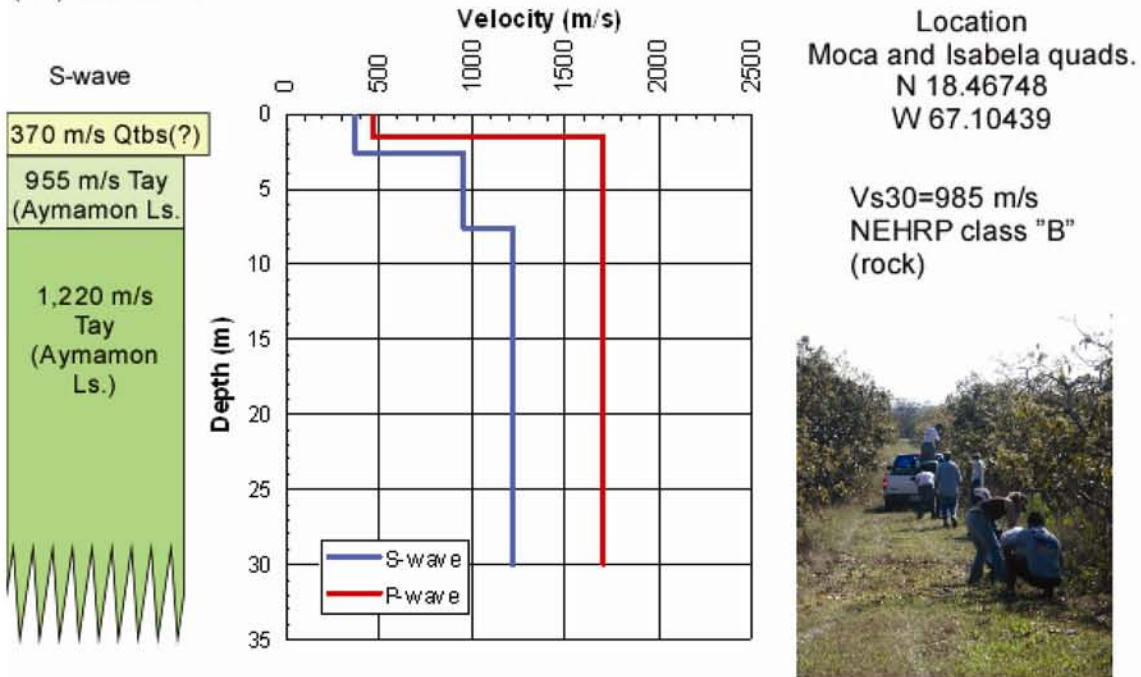 S-wave
370 m/s Qtbs(?)
955 m/s Tay
(Aymamon Ls.
1,220 m/s
Tay
(Aymamon
Ls.)
Velocity (m/s)
0
500
1000
1500
2000
2500
Depth (m)
0
5
10
15
20
25
30
35
S-wave
P-wave
Location
Moca and Isabela quads.
N 18.46748
W 67.10439
Vs30=985 m/s
NEHRP class "B"
(rock)